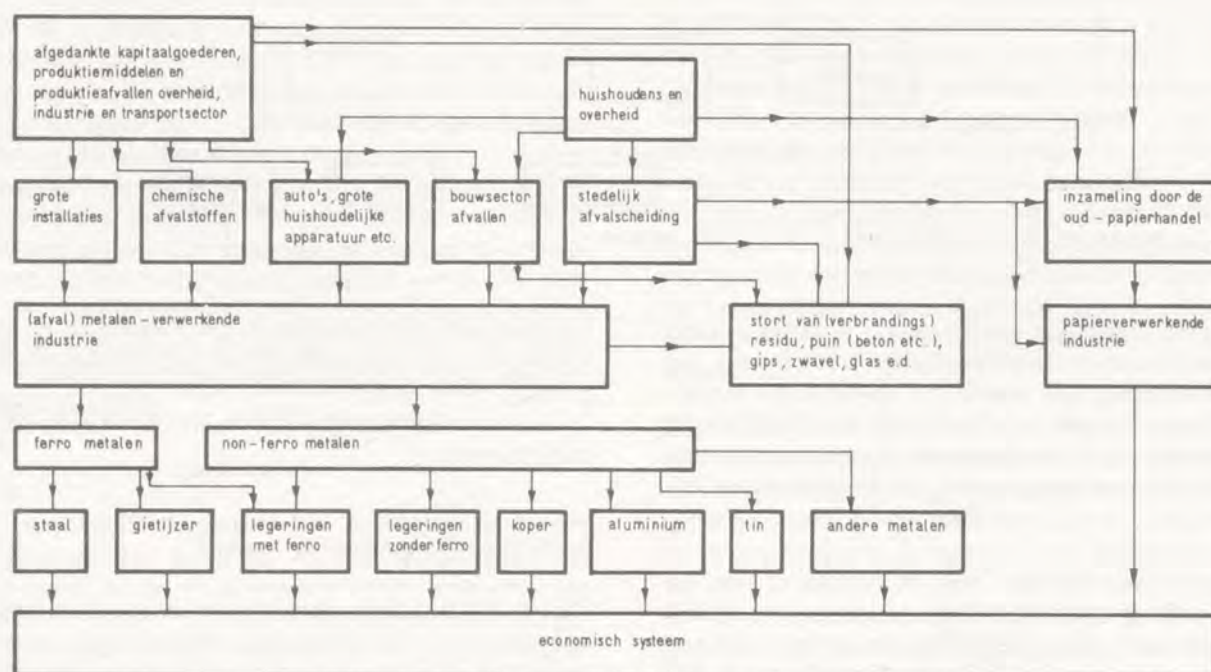 afgedankte kapitaalgoederen,
produktiemiddelen en
produktieafvallen overheid,
industrie en transportsector
huishoudens en
overheid
grote
installaties
chemische
afvalstoffen
auto's, grote
huishoudelijke
apparatuur etc.
bouwsector
afvallen
stedelijk
afvalscheiding
inzameling door de
oud – papierhandel
(afval) metalen – verwerkende
industrie
stort van (verbrandings)
residu, puin (beton etc.),
gips, zwavel, glas e.d.
papierverwerkende
industrie
ferro metalen
non – ferro metalen
staal
gietijzer
legeringen
met ferro
legeringen
zonder ferro
koper
aluminium
tin
andere metalen
economisch systeem